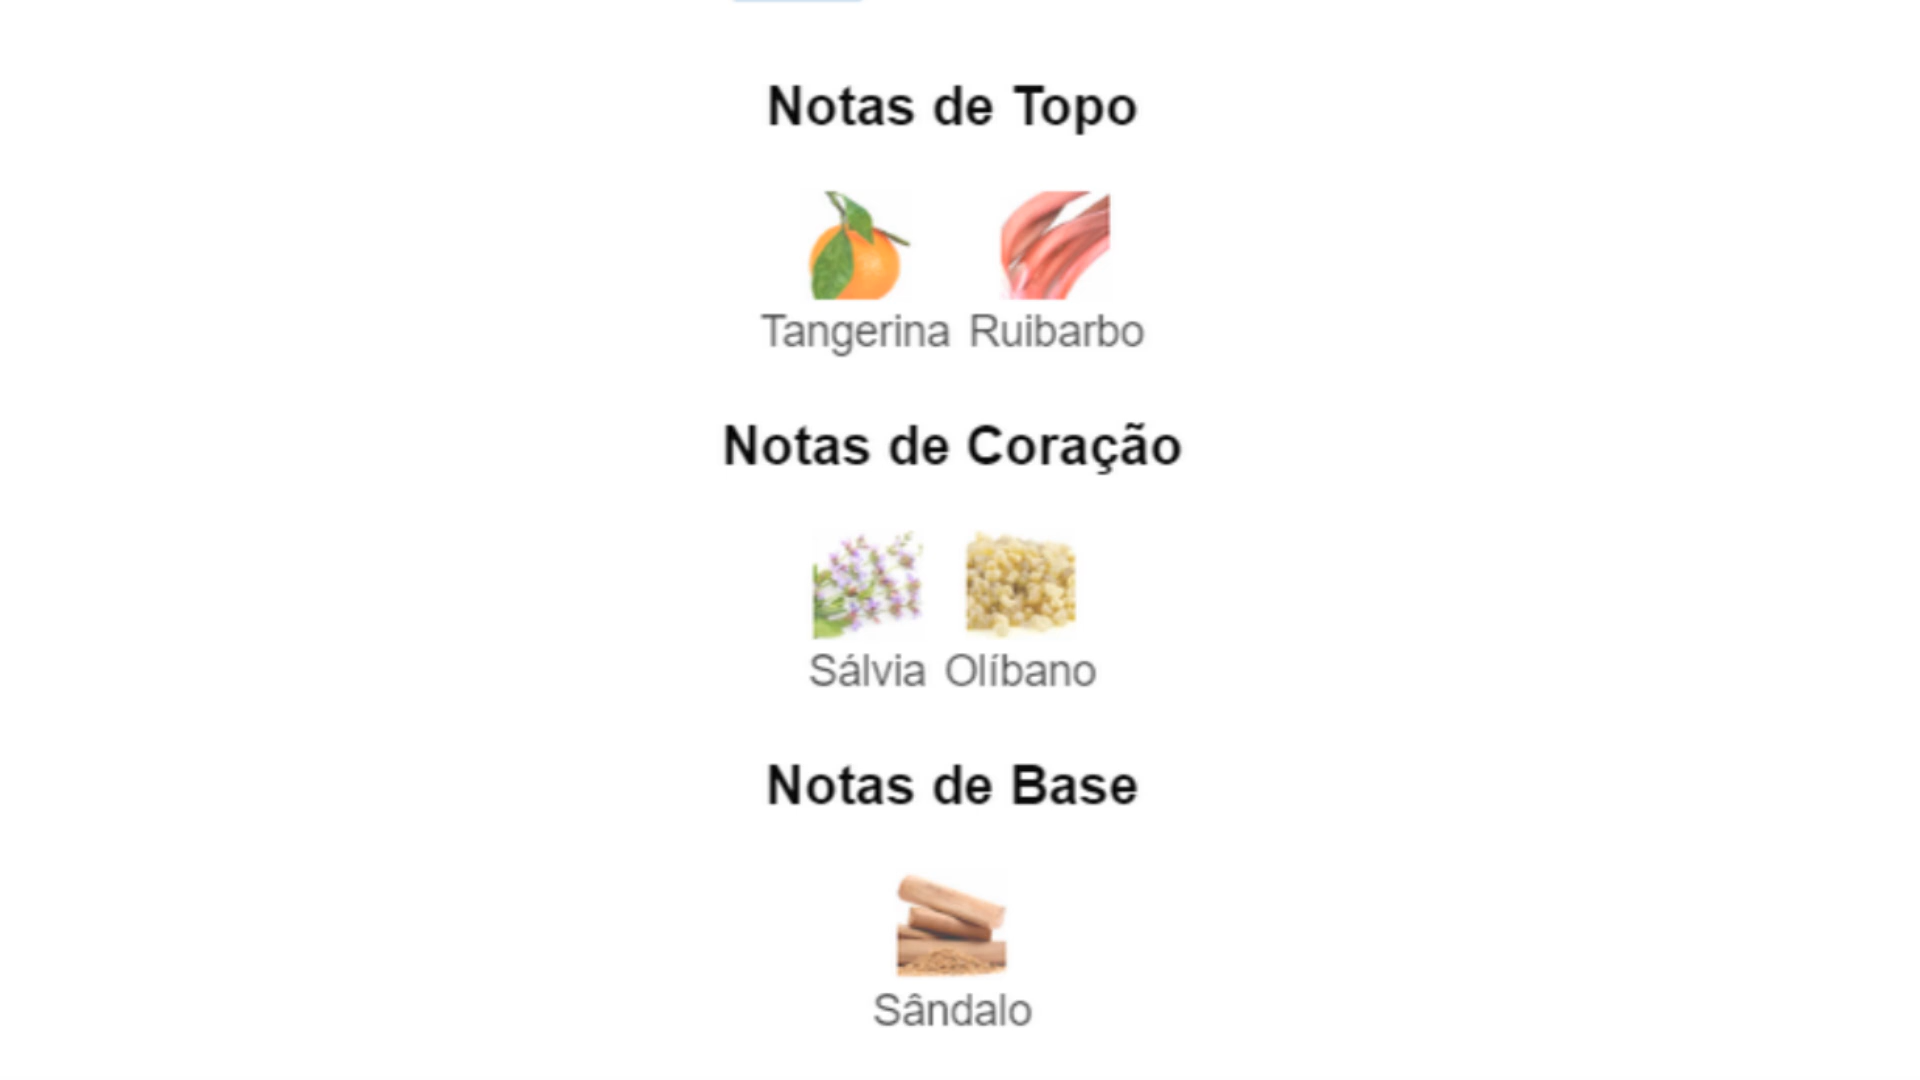 Notas de Topo
Tangerina Ruibarbo
Notas de Coração
Sálvia Olíbano
Notas de Base
Sândalo